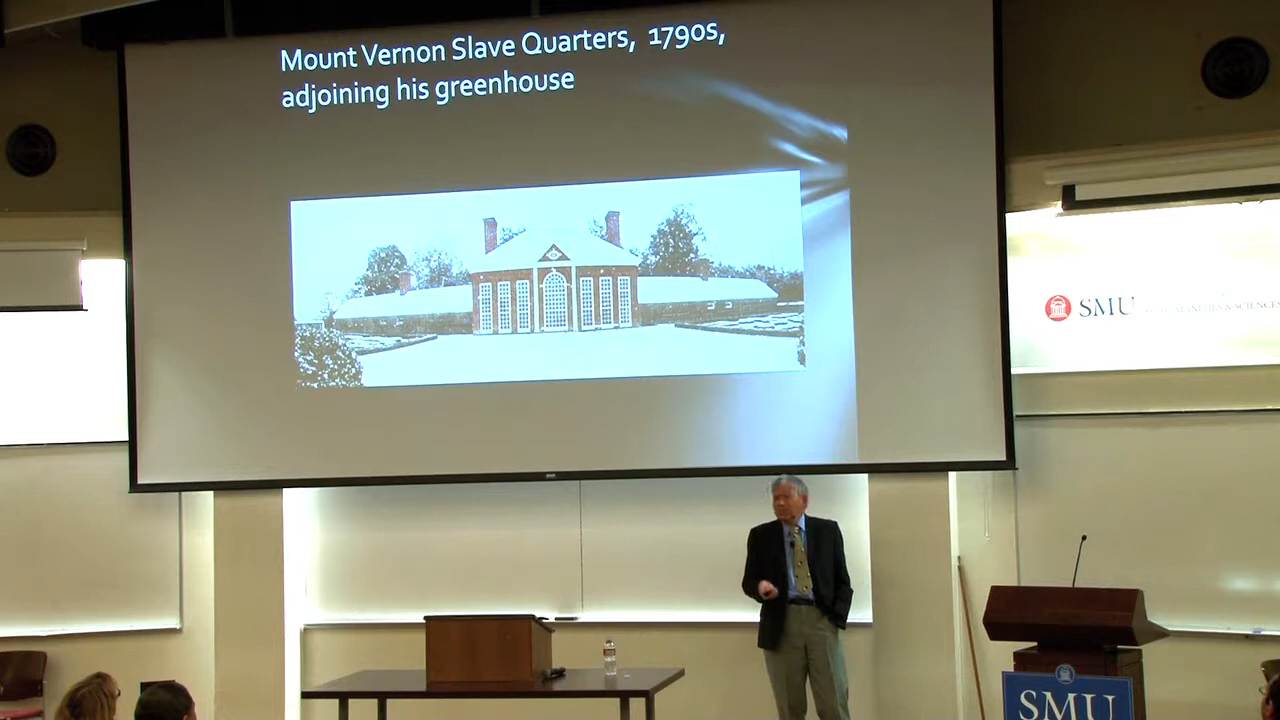 Mount Vernon Slave Quarters, 1790s,
adjoining his greenhouse
SMU
SMU